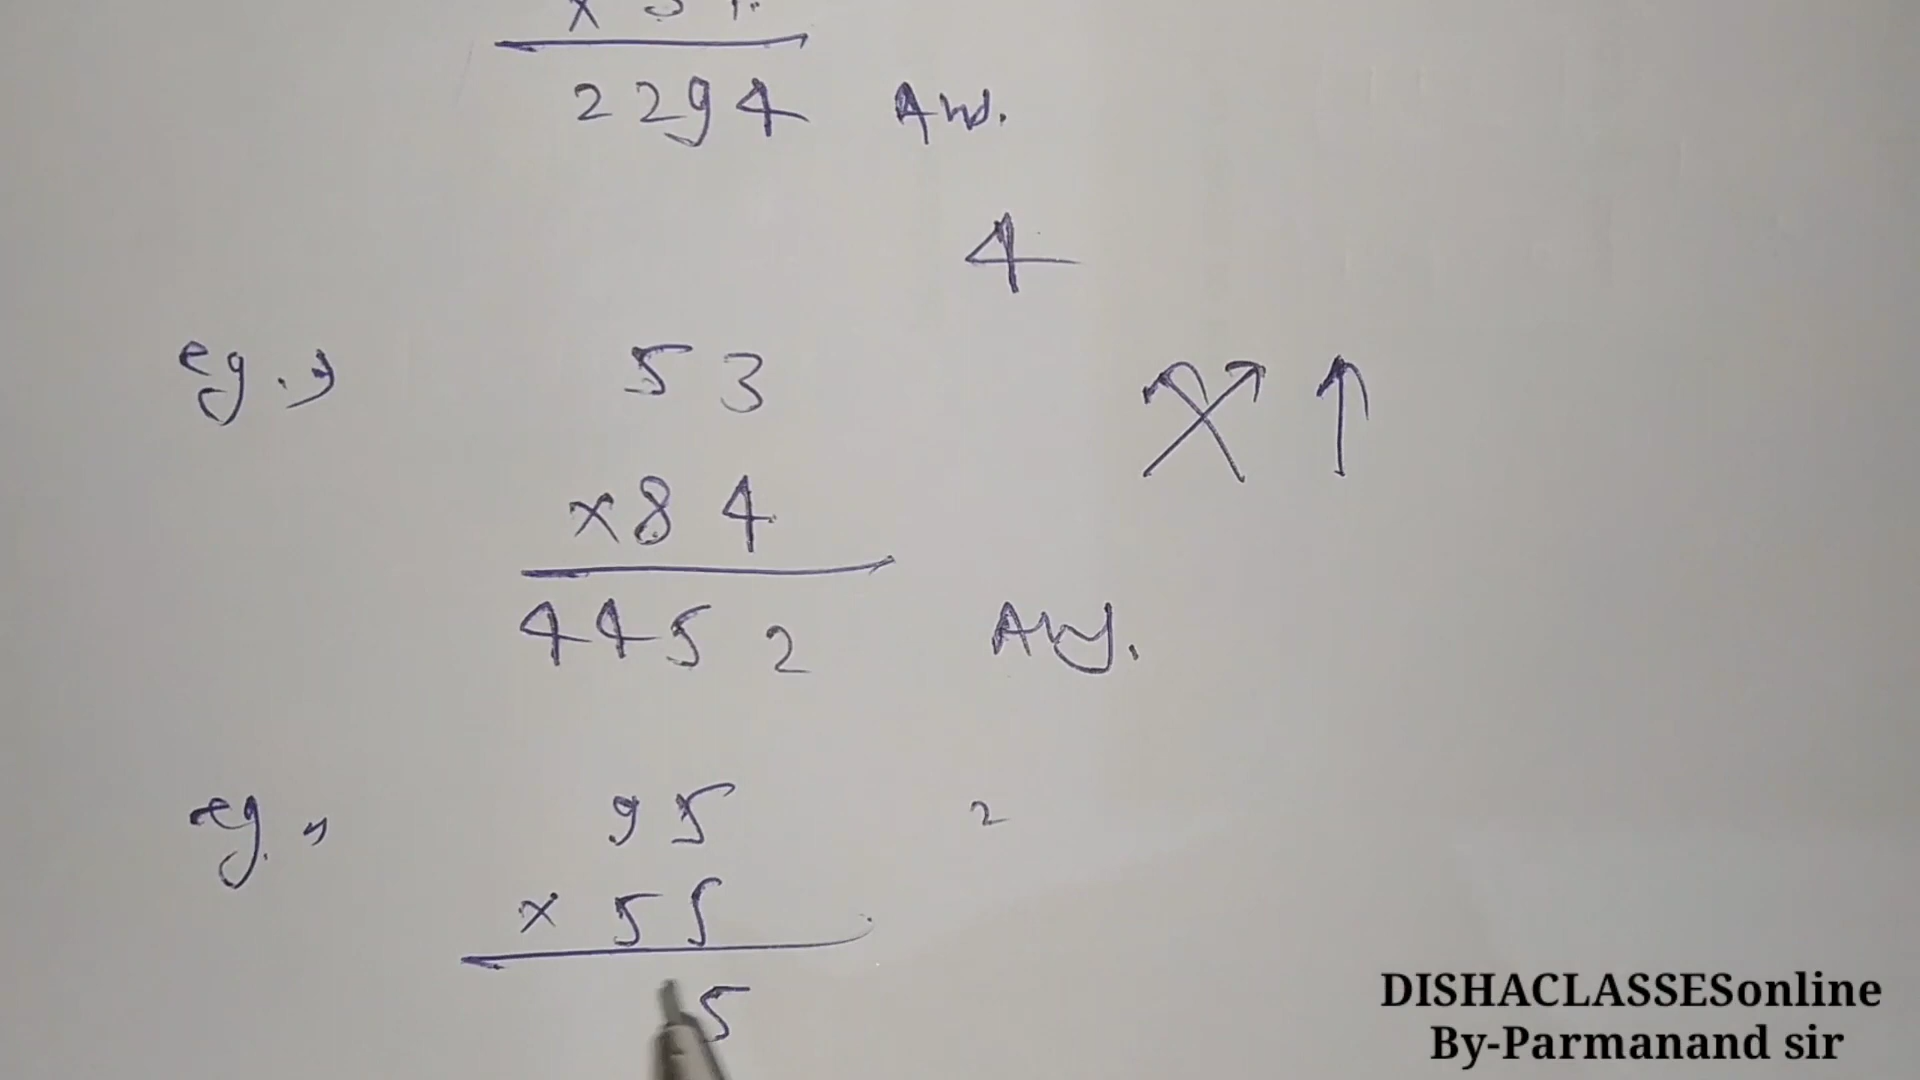 2294 Ans.
4
eg. 53
×84
4452 Ans.
eg. 95 2
× 55
5
DISHACLASSESonline
By-Parmanand sir